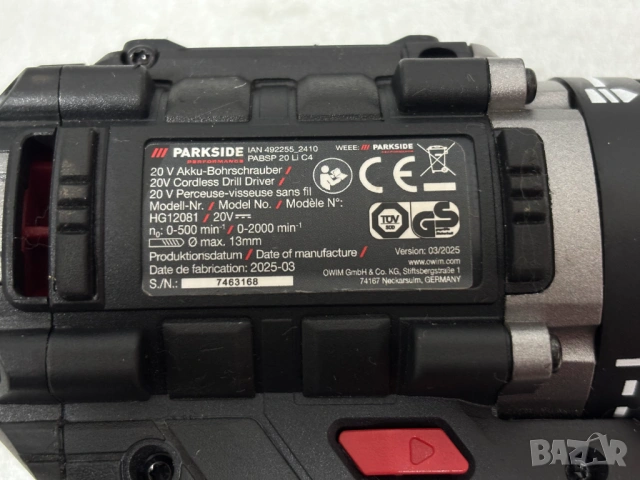 /// PARKSIDE IAN 492255_2410 WEEE: /// PARKSIDE
PERFORMANCE PABSP 20 Li C4
20 V Akku-Bohrschrauber /
20V Cordless Drill Driver /
20 V Perceuse-visseuse sans fil
Modell-Nr. / Model No. / Modèle N°:
HG12081 / 20V
n₀: 0-500 min⁻¹ / 0-2000 min⁻¹
Ø max. 13mm
CE
TÜV
SÜD
GS
Produktionsdatum / Date of manufacture /
Date de fabrication: 2025-03
S./N.: 7463168
Version: 03/2025
www.owim.com
OWIM GmbH & Co. KG, Stiftsbergstraße 1
74167 Neckarsulm, GERMANY
BAZAR